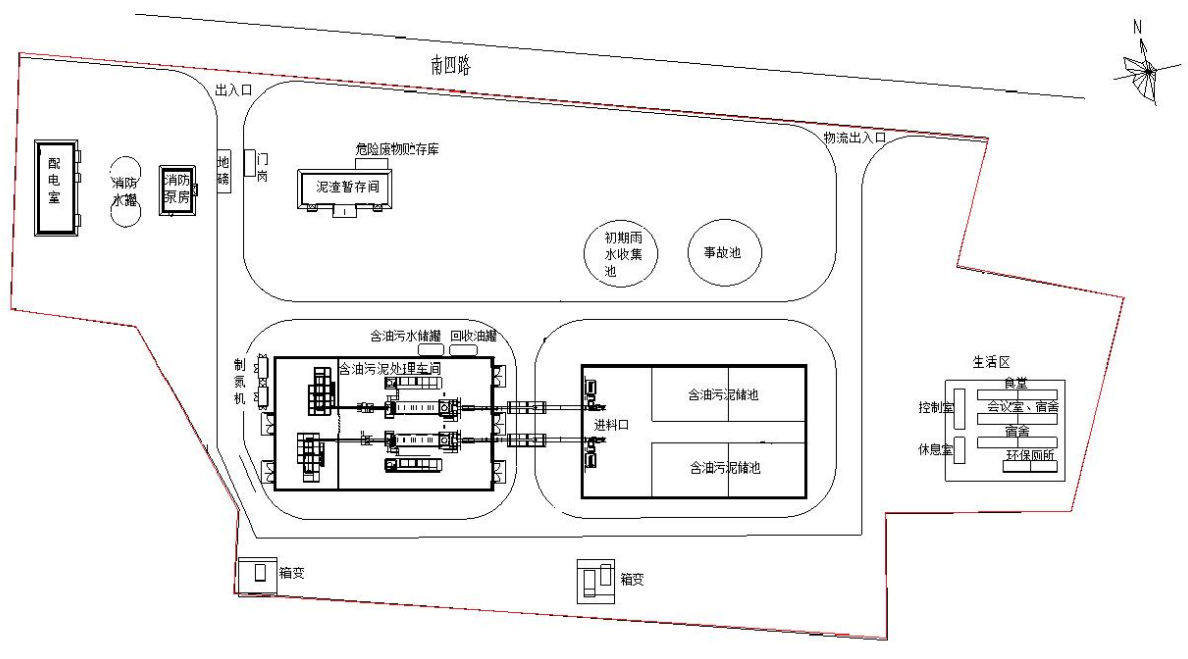 N
南四路
出入口
物流出入口
配
电
室
消防
水罐
消防
泵房
地
磅
门
岗
危险废物贮存库
泥渣暂存间
初期雨
水收集
池
事故池
含油污水储罐
回收油罐
制
氮
机
含油污泥处理车间
进料口
含油污泥储池
含油污泥储池
生活区
食堂
控制室
会议室、宿舍
宿舍
休息室
环保厕所
箱变
箱变